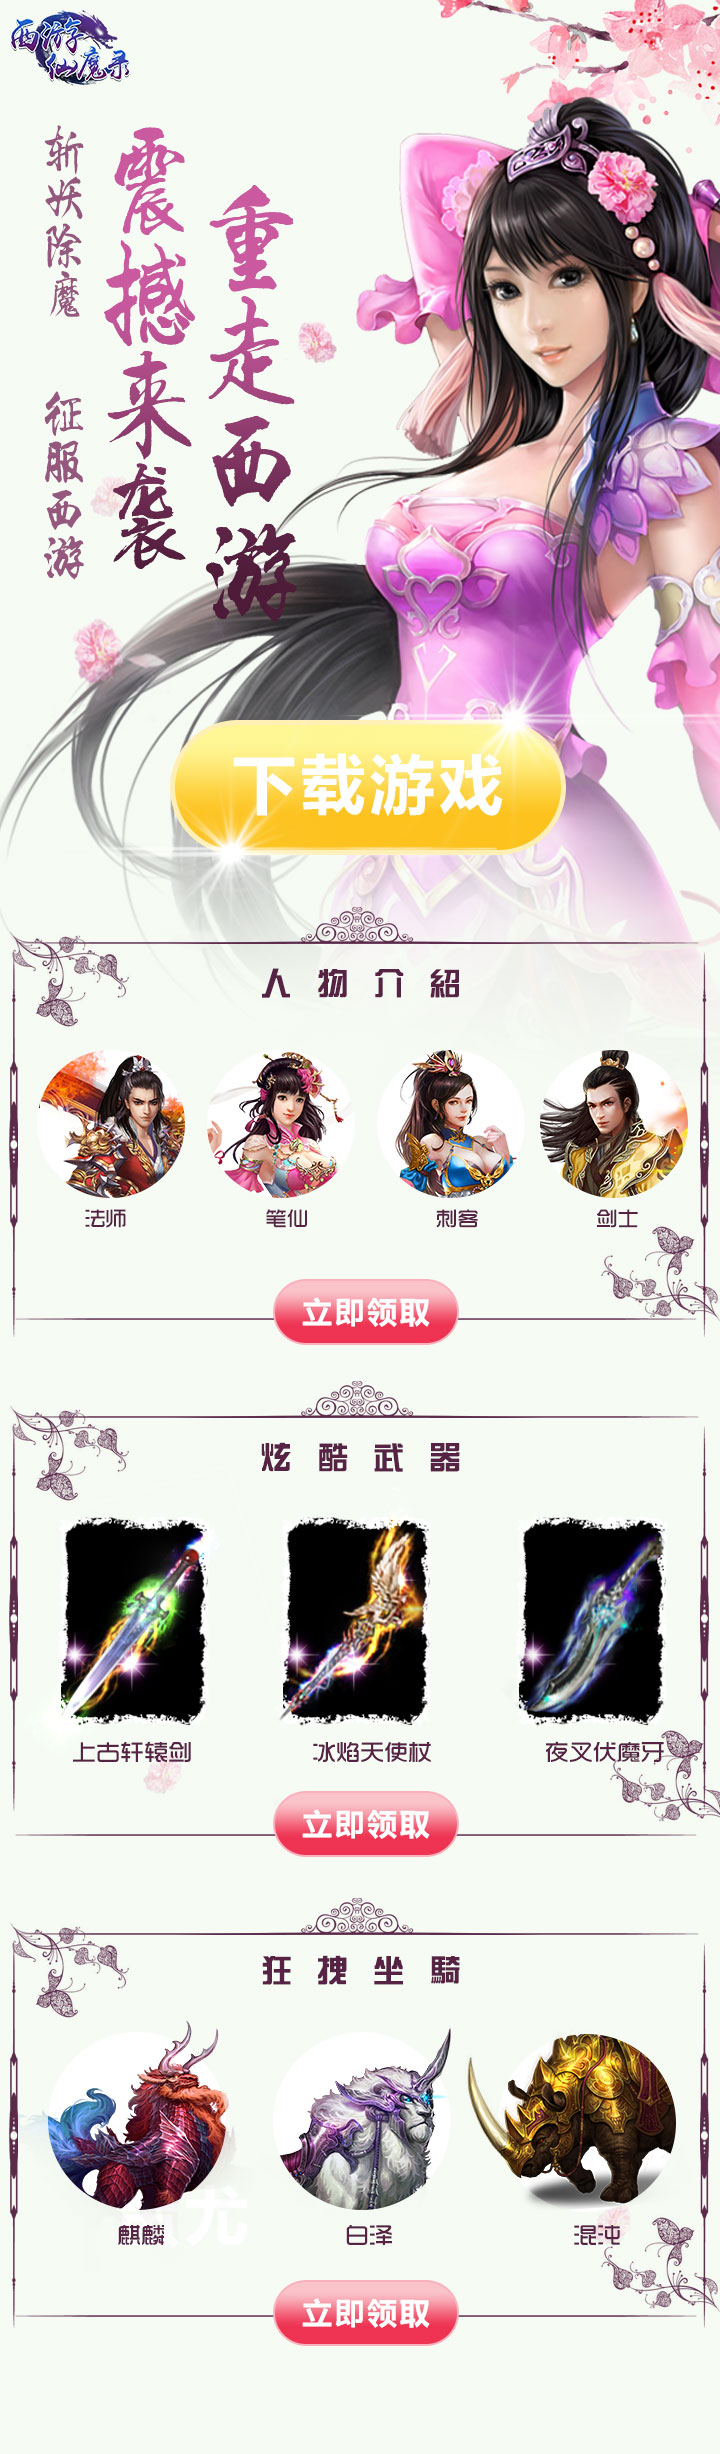 西游
仙魔录
重走西游
震撼来袭
斩妖除魔 征服西游
下载游戏
人物介紹
法师 笔仙 刺客 剑士
立即领取
炫酷武器
上古轩辕剑 冰焰天使杖 夜叉伏魔牙
立即领取
狂拽坐騎
麒麟 白泽 混沌
立即领取